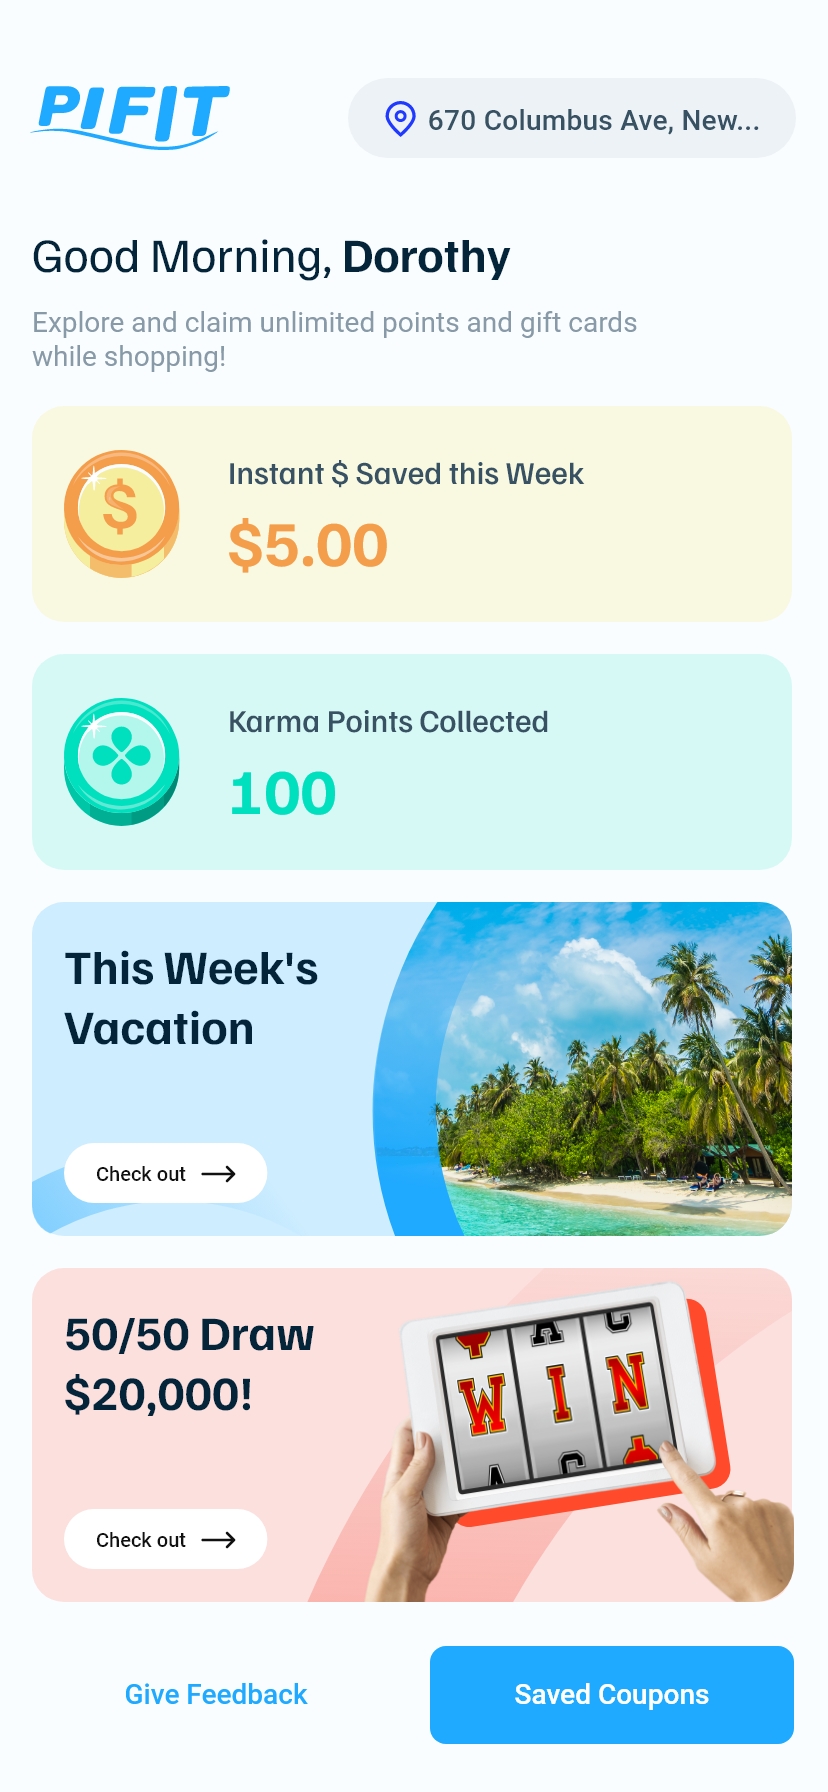 PIFIT
670 Columbus Ave, New...
Good Morning, Dorothy
Explore and claim unlimited points and gift cards
while shopping!
$
Instant $ Saved this Week
$5.00
Karma Points Collected
100
This Week's
Vacation
Check out
50/50 Draw
$20,000!
A C
W I N
A C
Check out
Give Feedback
Saved Coupons